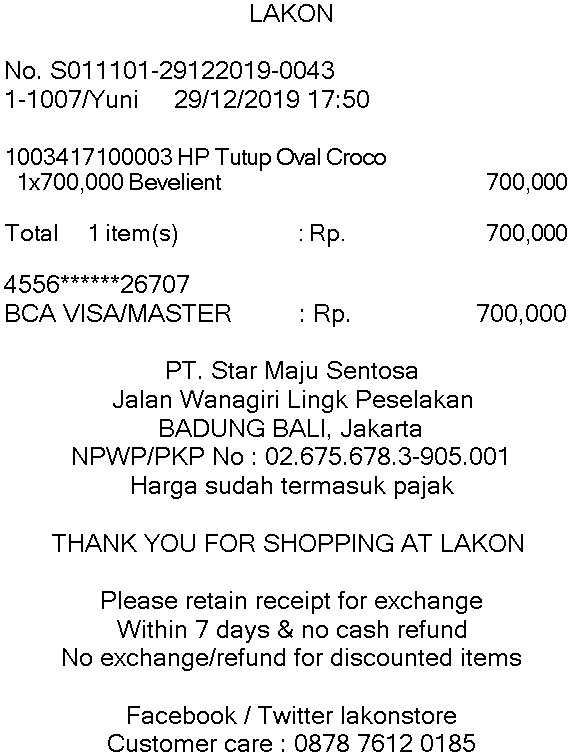 LAKON
No. S011101-29122019-0043
1-1007/Yuni 29/12/2019 17:50
1003417100003 HP Tutup Oval Croco
1x700,000 Bevelient 700,000
Total 1 item(s) : Rp. 700,000
4556******26707
BCA VISA/MASTER : Rp. 700,000
PT. Star Maju Sentosa
Jalan Wanagiri Lingk Peselakan
BADUNG BALI, Jakarta
NPWP/PKP No : 02.675.678.3-905.001
Harga sudah termasuk pajak
THANK YOU FOR SHOPPING AT LAKON
Please retain receipt for exchange
Within 7 days & no cash refund
No exchange/refund for discounted items
Facebook / Twitter lakonstore
Customer care : 0878 7612 0185